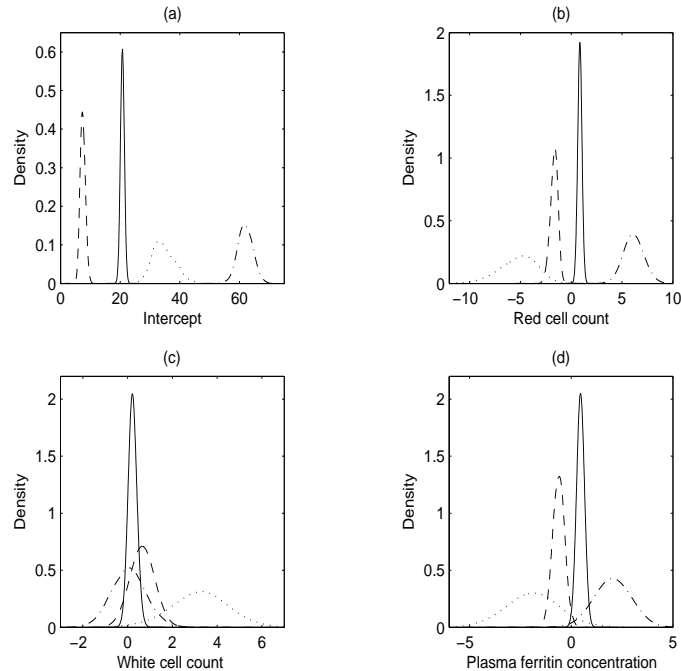 (a)
0.6
0.5
0.4
0.3
0.2
0.1
0
0 20 40 60
Density
Intercept
(b)
2
1.5
1
0.5
0
−10 −5 0 5 10
Density
Red cell count
(c)
2
1.5
1
0.5
0
−2 0 2 4 6
Density
White cell count
(d)
2
1.5
1
0.5
0
−5 0 5
Density
Plasma ferritin concentration